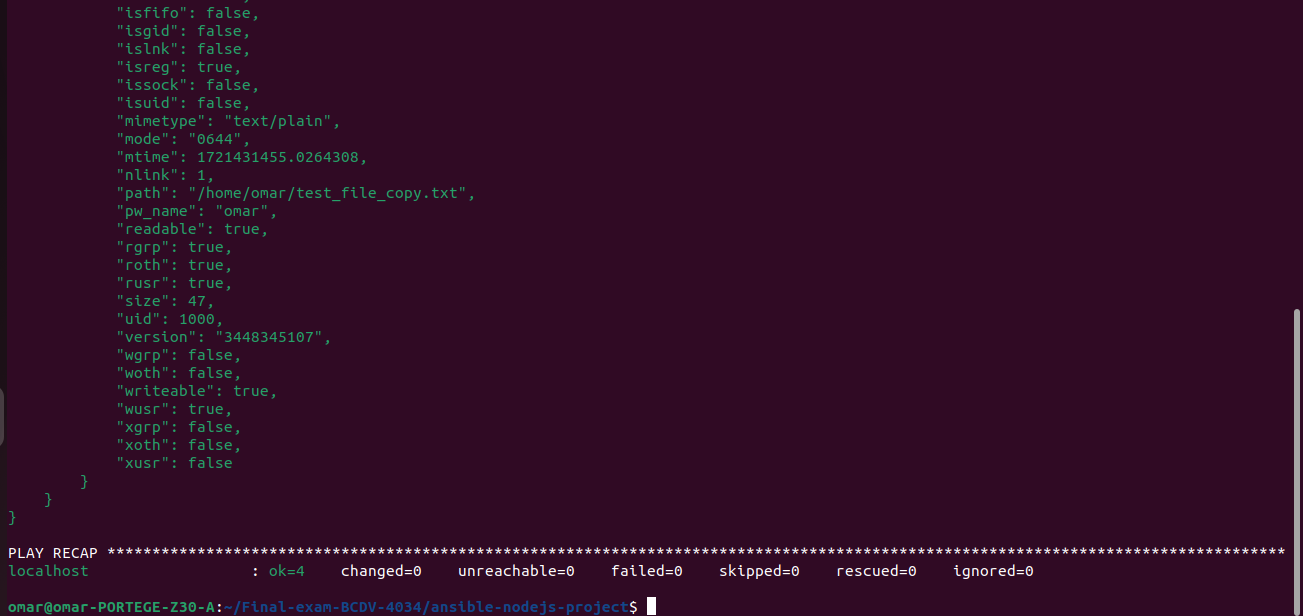 "isfifo": false,
"isgid": false,
"islnk": false,
"isreg": true,
"issock": false,
"isuid": false,
"mimetype": "text/plain",
"mode": "0644",
"mtime": 1721431455.0264308,
"nlink": 1,
"path": "/home/omar/test_file_copy.txt",
"pw_name": "omar",
"readable": true,
"rgrp": true,
"roth": true,
"rusr": true,
"size": 47,
"uid": 1000,
"version": "3448345107",
"wgrp": false,
"woth": false,
"writeable": true,
"wusr": true,
"xgrp": false,
"xoth": false,
"xusr": false
}
}
}
PLAY RECAP ***********************************************************************************************************************************
localhost : ok=4 changed=0 unreachable=0 failed=0 skipped=0 rescued=0 ignored=0
omar@omar-PORTEGE-Z30-A:~/Final-exam-BCDV-4034/ansible-nodejs-project$